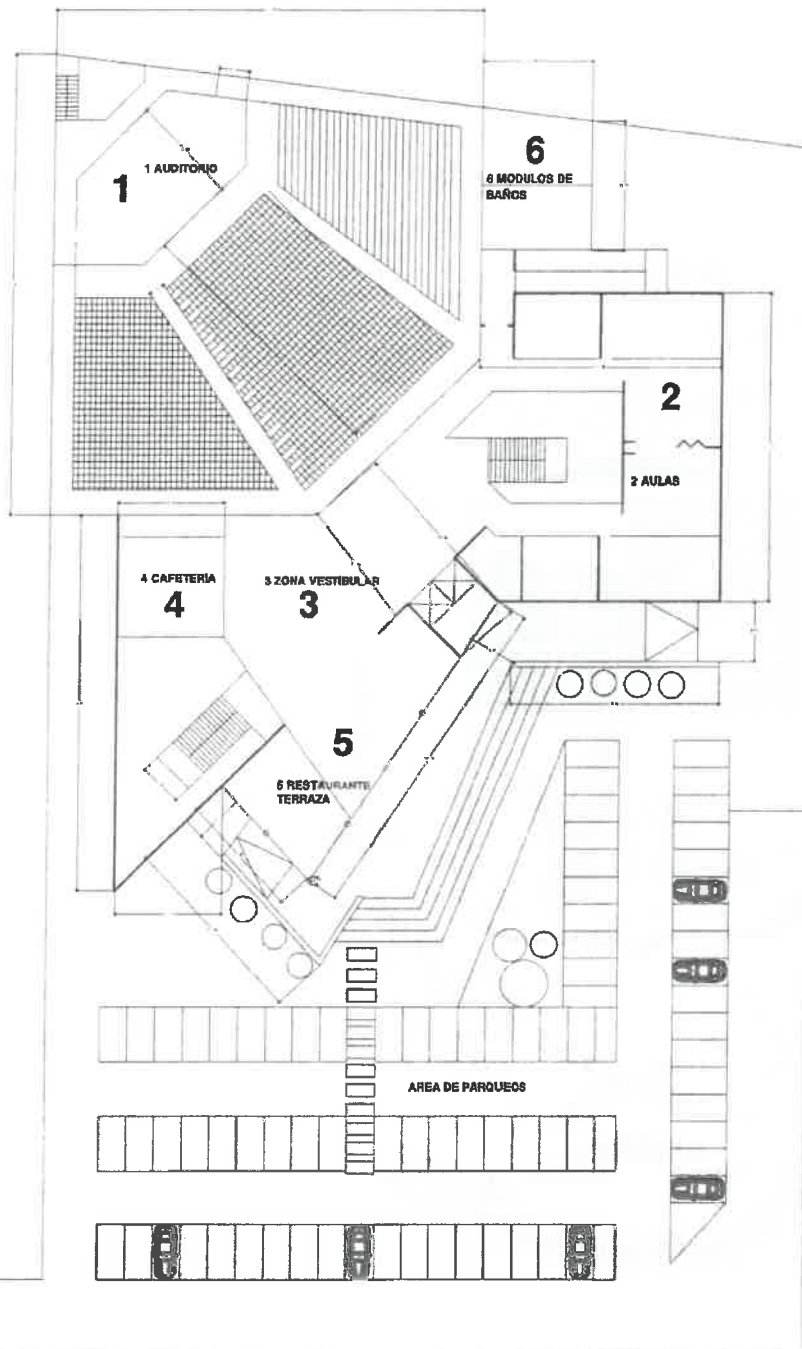 1
1 AUDITORIO
6
6 MODULOS DE
BAÑOS
2
2 AULAS
4 CAFETERÍA
4
3 ZONA VESTIBULAR
3
5
5 RESTAURANTE
TERRAZA
AREA DE PARQUEOS